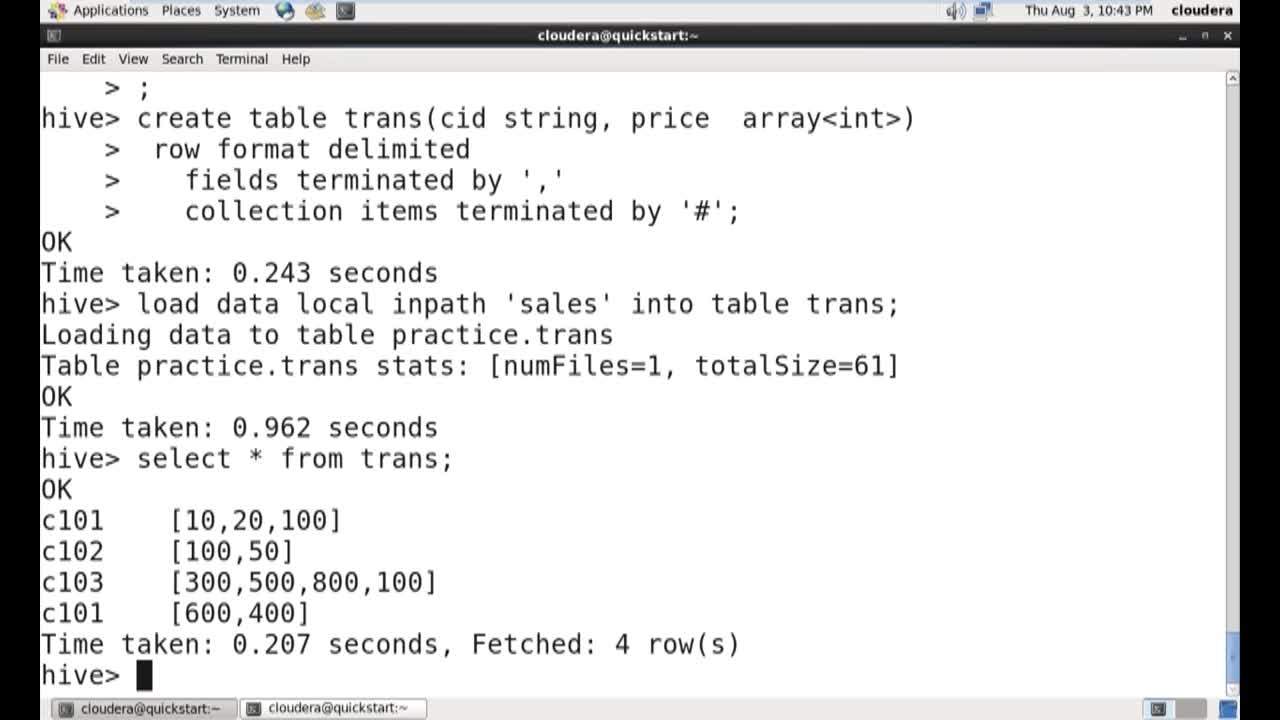 Applications Places System Thu Aug 3, 10:43 PM cloudera
cloudera@quickstart:~
File Edit View Search Terminal Help
> ;
hive> create table trans(cid string, price  array<int>)
>  row format delimited
>    fields terminated by ','
>    collection items terminated by '#';
OK
Time taken: 0.243 seconds
hive> load data local inpath 'sales' into table trans;
Loading data to table practice.trans
Table practice.trans stats: [numFiles=1, totalSize=61]
OK
Time taken: 0.962 seconds
hive> select * from trans;
OK
c101    [10,20,100]
c102    [100,50]
c103    [300,500,800,100]
c101    [600,400]
Time taken: 0.207 seconds, Fetched: 4 row(s)
hive>
cloudera@quickstart:~ cloudera@quickstart:~